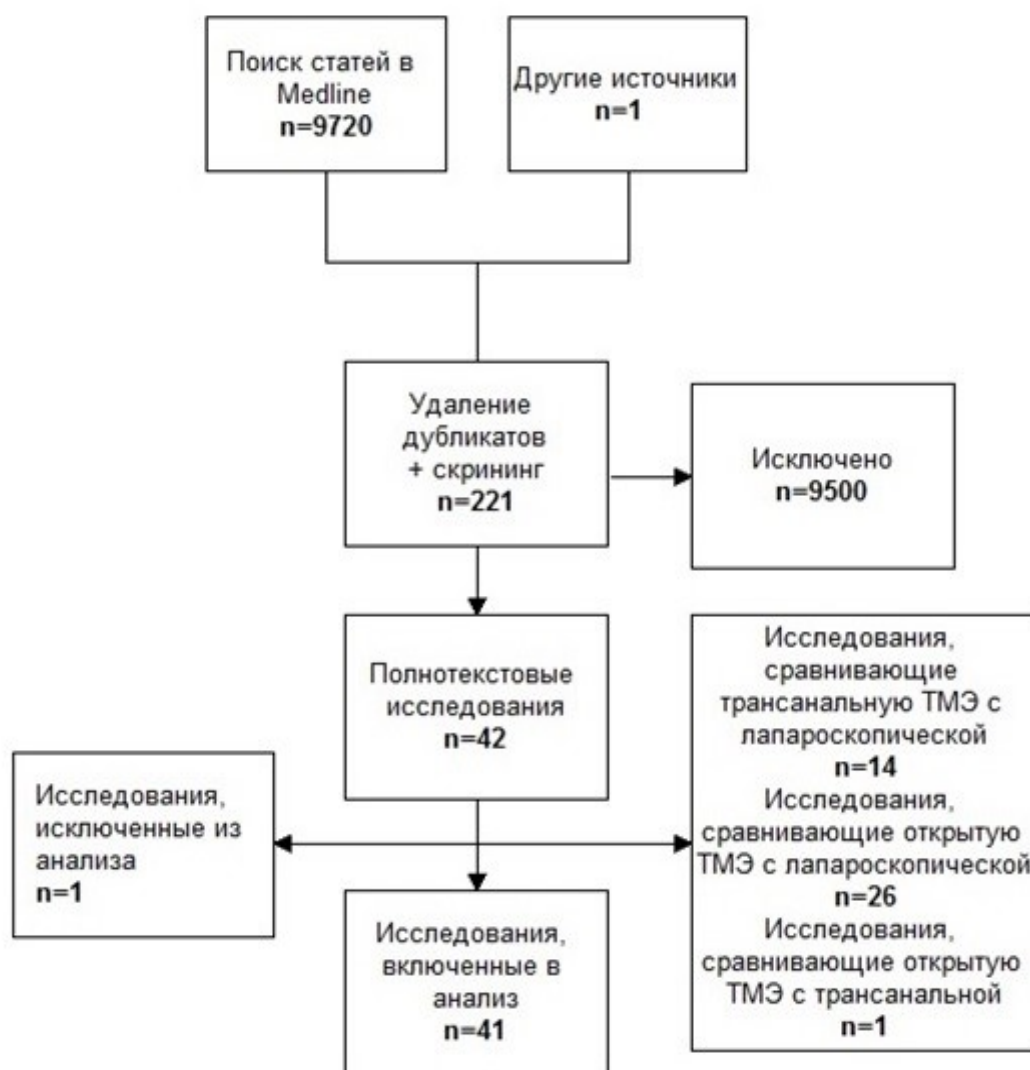 Поиск статей в
Medline
n=9720
Другие источники
n=1
Удаление
дубликатов
+ скрининг
n=221
Исключено
n=9500
Полнотекстовые
исследования
n=42
Исследования,
исключенные из
анализа
n=1
Исследования,
сравнивающие
трансанальную ТМЭ с
лапароскопической
n=14
Исследования,
сравнивающие открытую
ТМЭ с лапароскопической
n=26
Исследования,
сравнивающие открытую
ТМЭ с трансанальной
n=1
Исследования,
включенные в
анализ
n=41